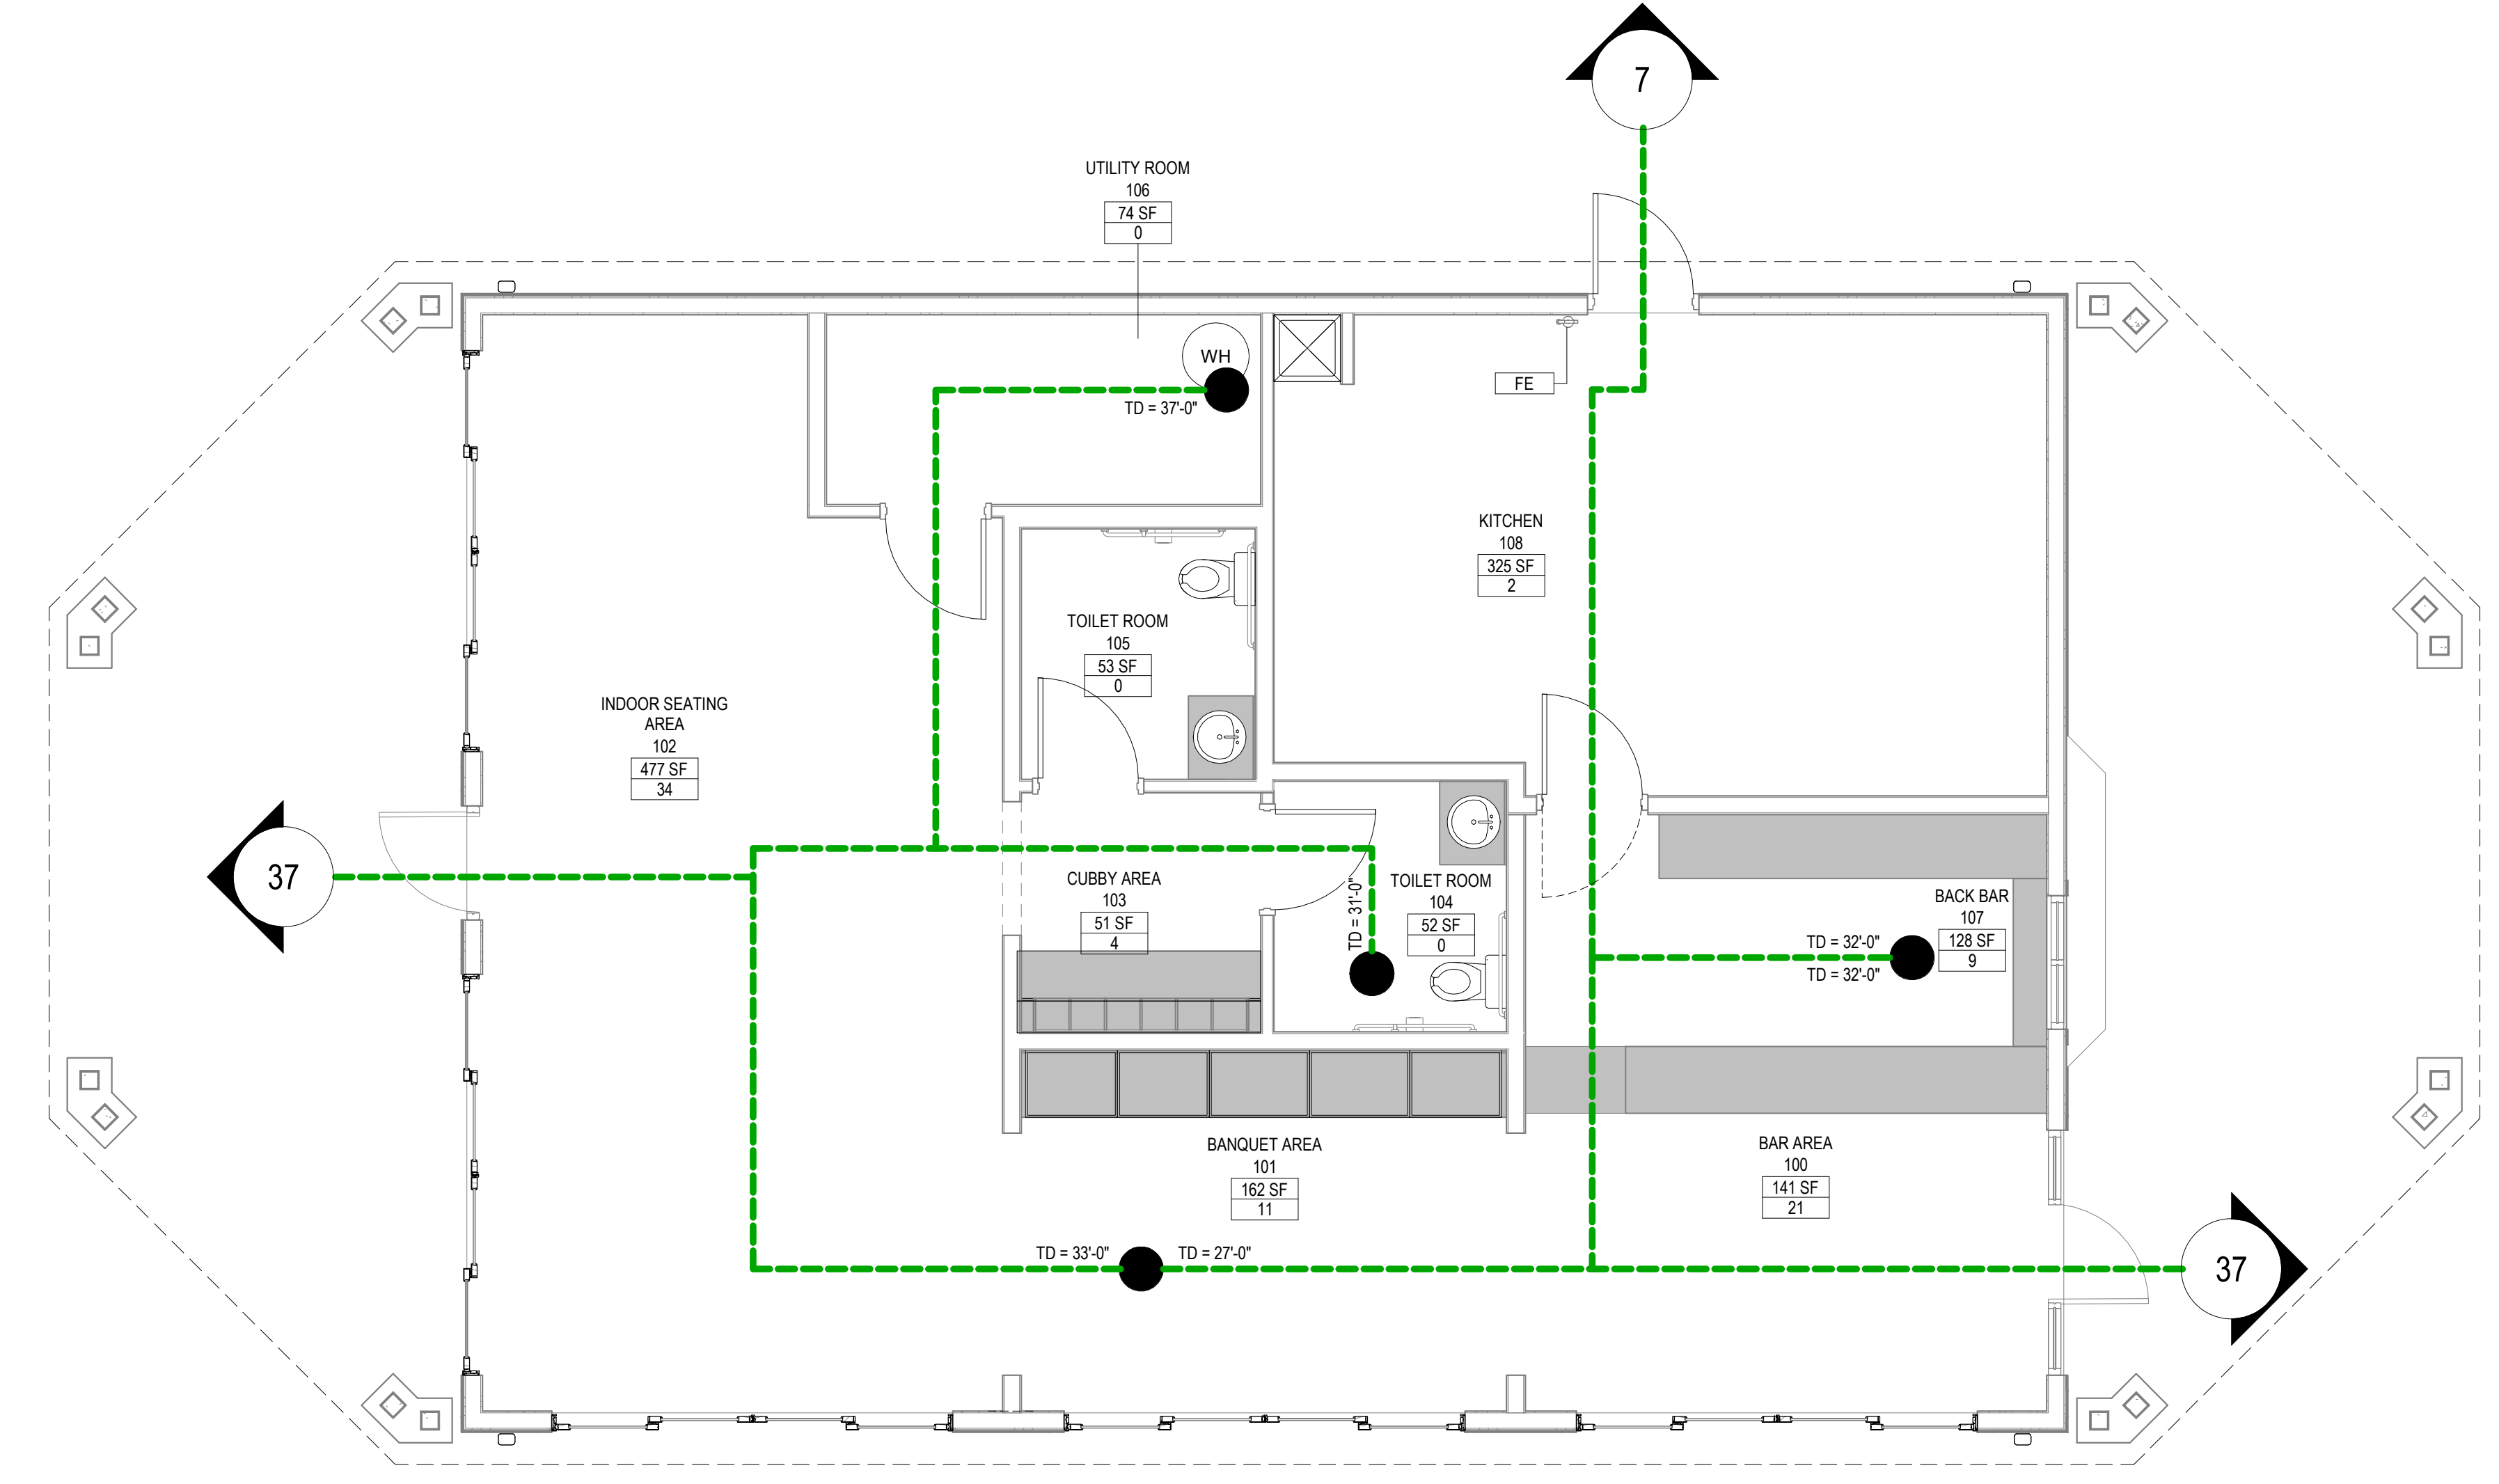 7
UTILITY ROOM
106
74 SF
0
WH
TD = 37'-0"
FE
KITCHEN
108
325 SF
2
TOILET ROOM
105
53 SF
0
INDOOR SEATING
AREA
102
477 SF
34
37
CUBBY AREA
103
51 SF
4
TD = 31'-0"
TOILET ROOM
104
52 SF
0
BACK BAR
107
128 SF
9
TD = 32'-0"
TD = 32'-0"
BANQUET AREA
101
162 SF
11
BAR AREA
100
141 SF
21
TD = 33'-0"
TD = 27'-0"
37